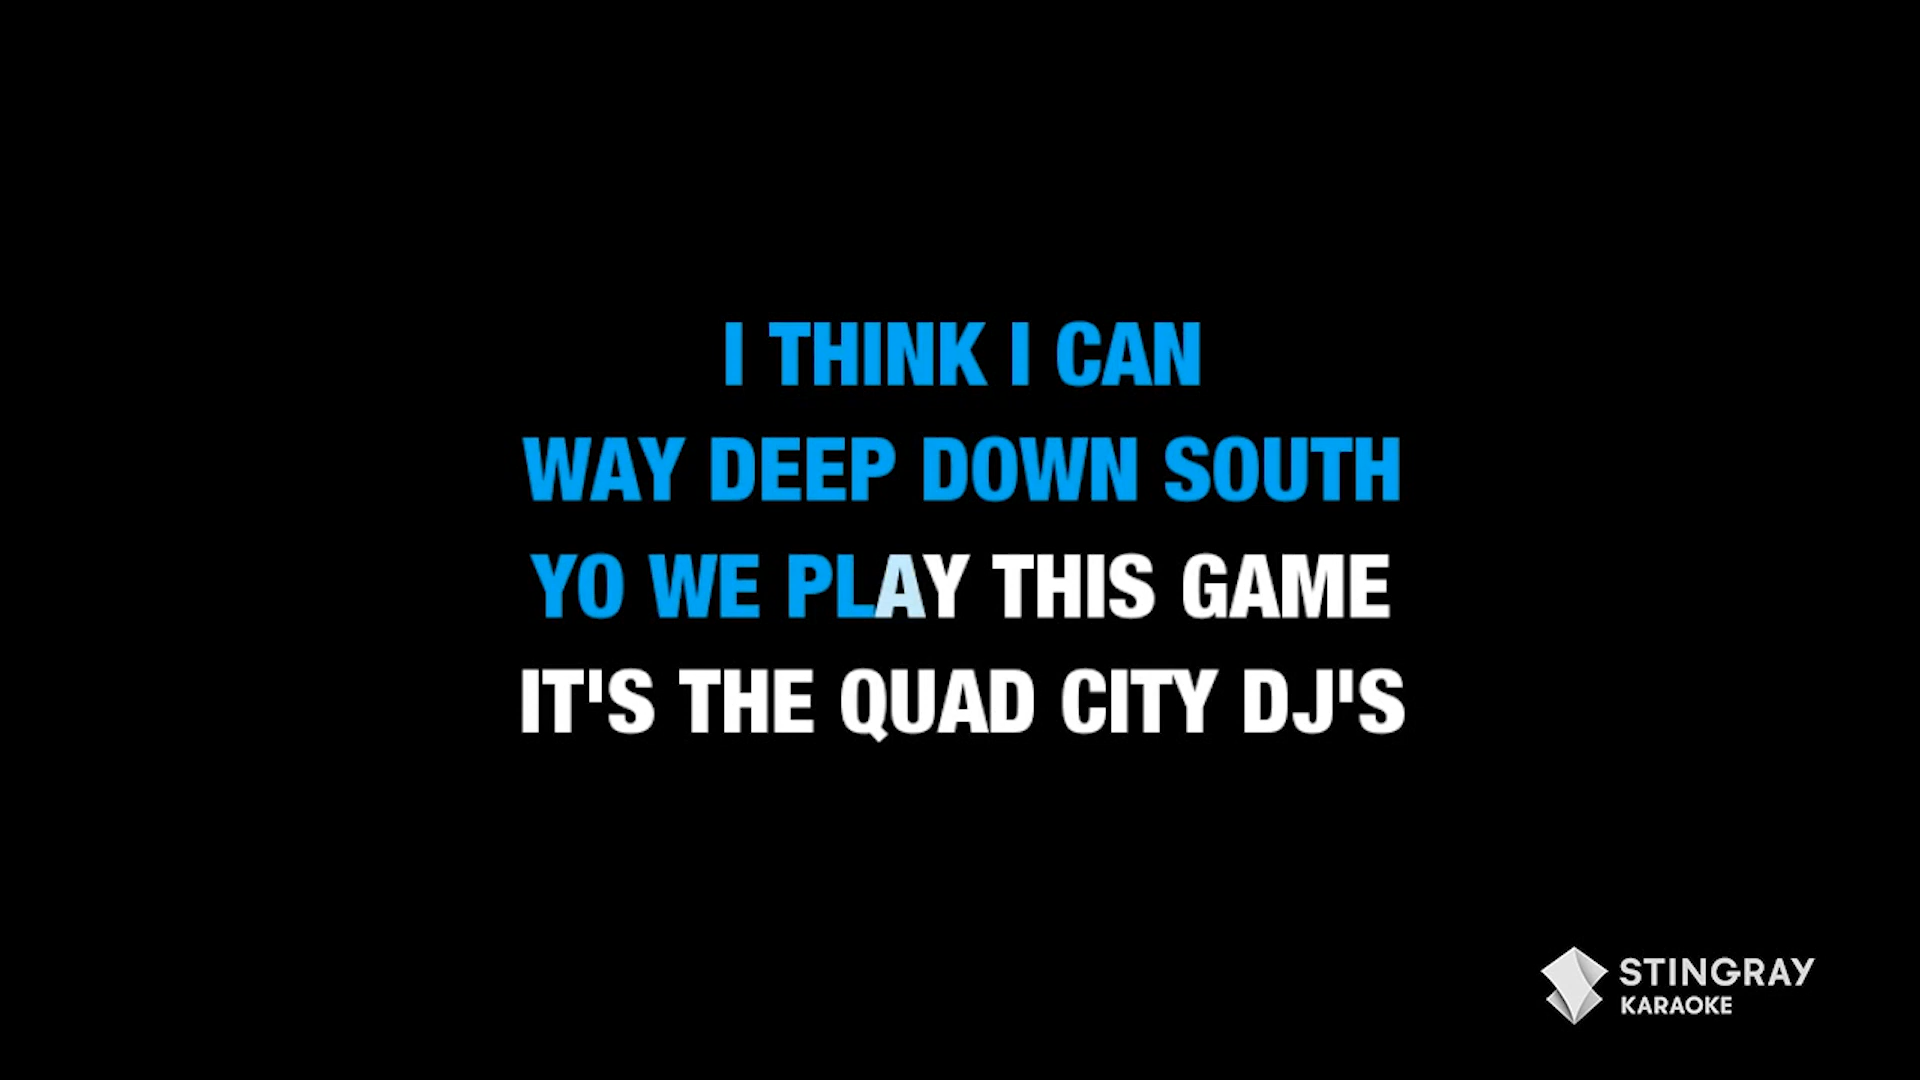 I THINK I CAN
WAY DEEP DOWN SOUTH
YO WE PLAY THIS GAME
IT'S THE QUAD CITY DJ'S
STINGRAY
KARAOKE